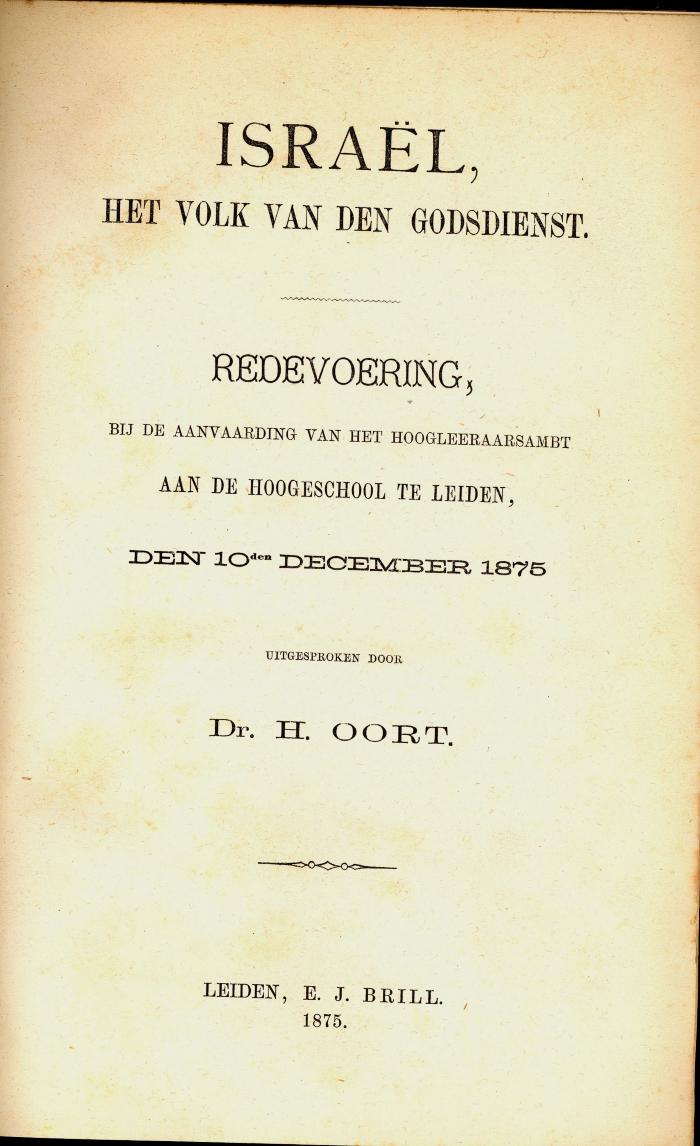 ISRAËL,
HET VOLK VAN DEN GODSDIENST.
REDEVOERING,
BIJ DE AANVAARDING VAN HET HOOGLEERAARSAMBT
AAN DE HOOGESCHOOL TE LEIDEN,
DEN 10den DECEMBER 1875
UITGESPROKEN DOOR
Dr. H. OORT.
LEIDEN, E. J. BRILL.
1875.